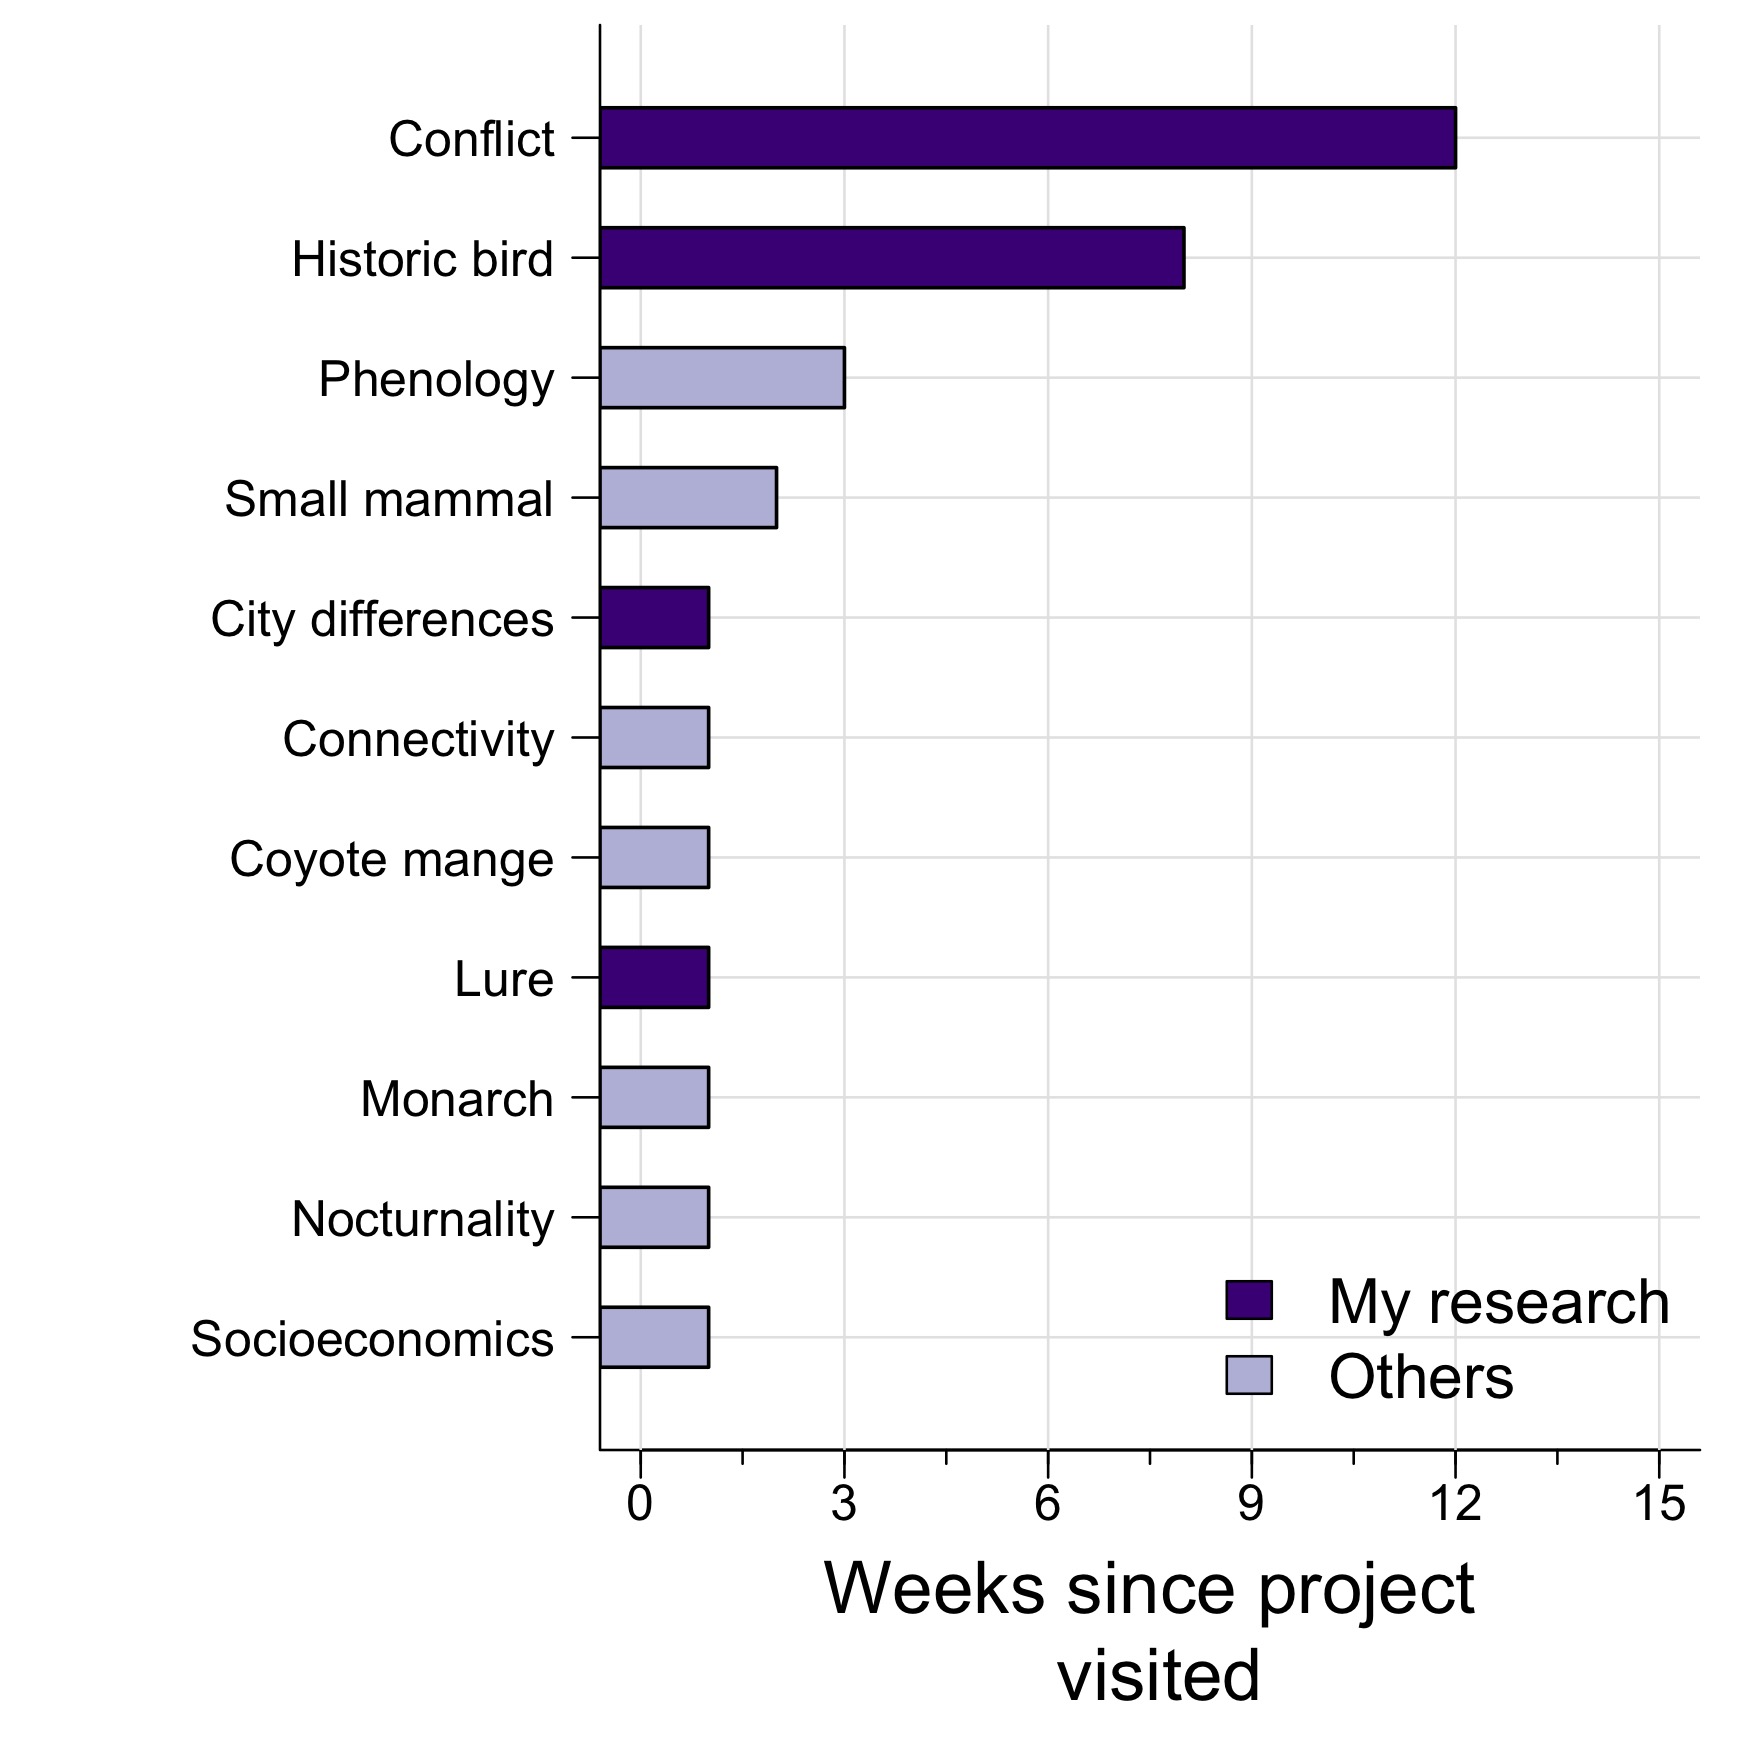 Conflict
Historic bird
Phenology
Small mammal
City differences
Connectivity
Coyote mange
Lure
Monarch
Nocturnality
Socioeconomics
My research
Others
0 3 6 9 12 15
Weeks since project
visited